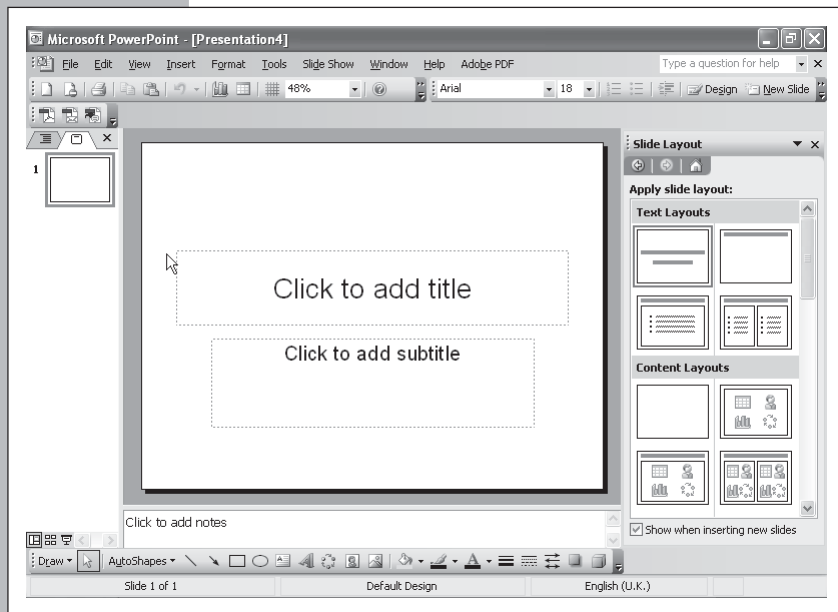 Microsoft PowerPoint - [Presentation4]
File Edit View Insert Format Tools Slide Show Window Help Adobe PDF Type a question for help
48% Arial 18 Design New Slide
Slide Layout
1
Apply slide layout:
Text Layouts
Click to add title
Click to add subtitle
Content Layouts
Click to add notes
Show when inserting new slides
Draw AutoShapes
Slide 1 of 1 Default Design English (U.K.)